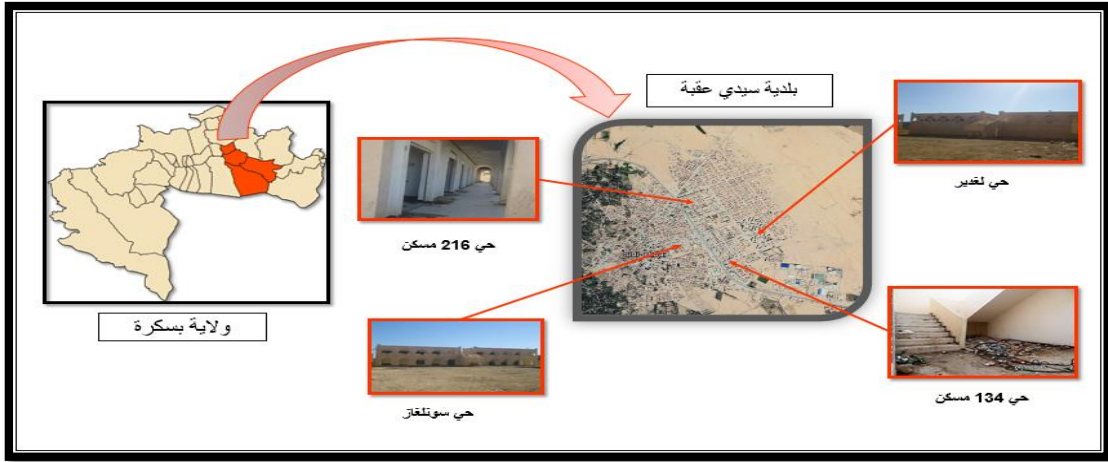 بلدية سيدي عقبة
حي لغدير
حي 216 مسكن
ولاية بسكرة
حي سونلغاز
حي 134 مسكن